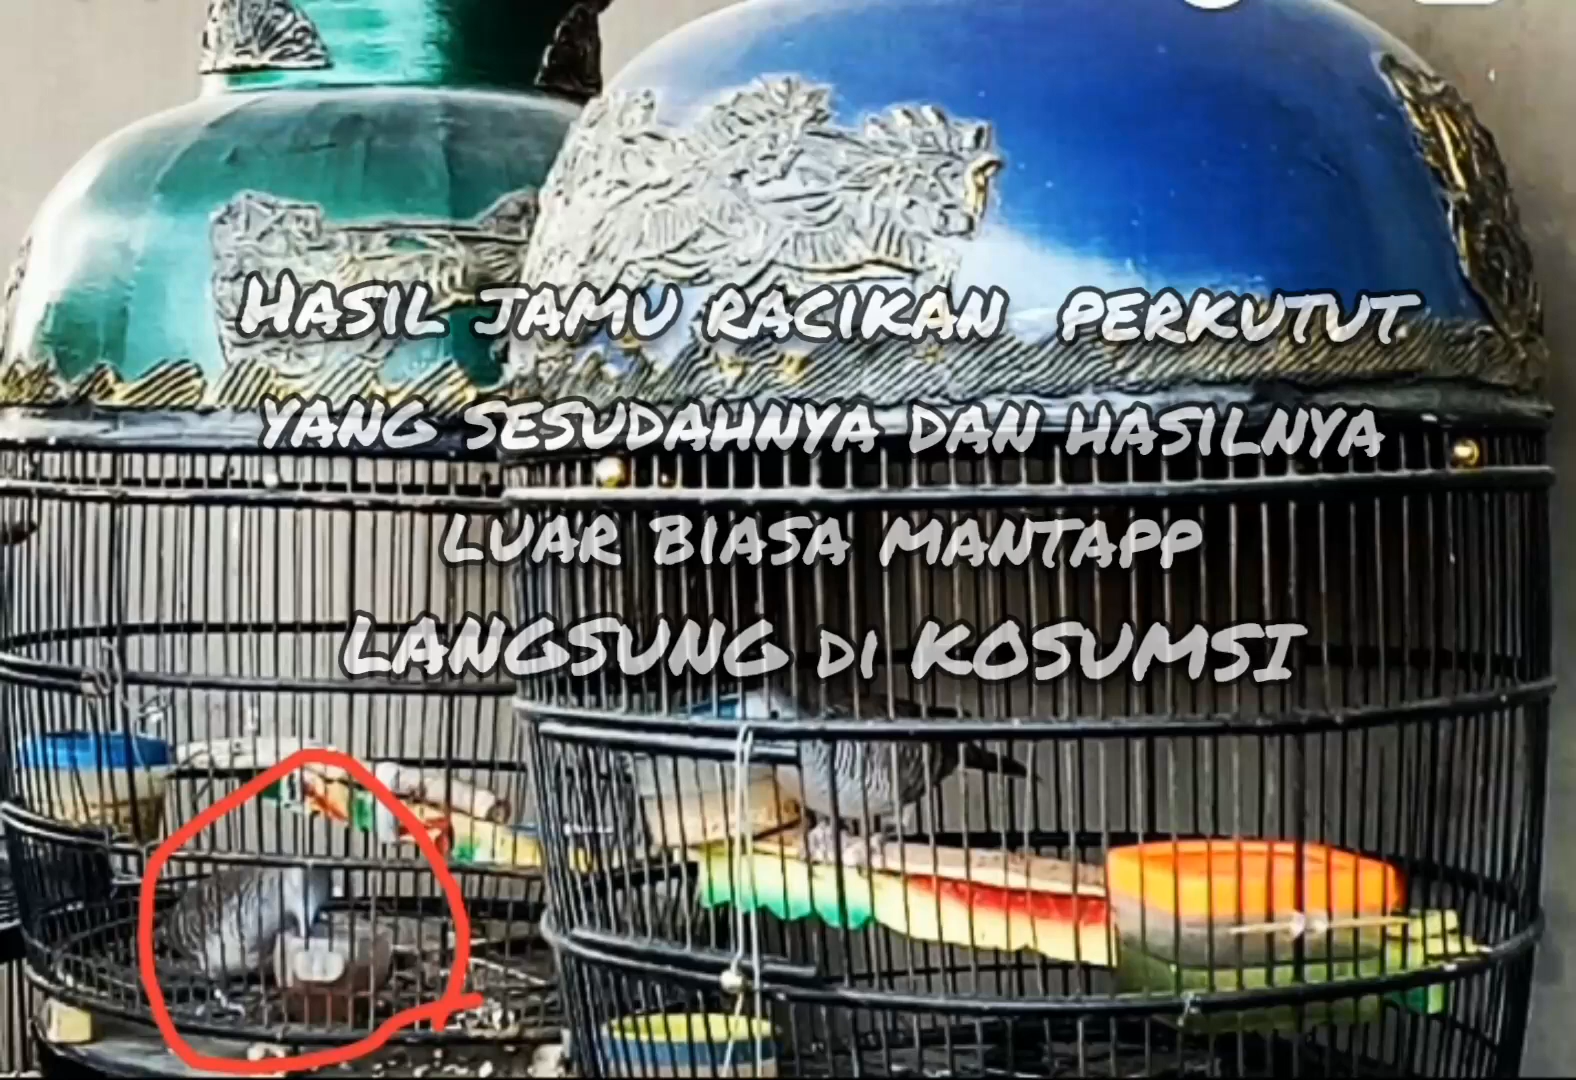 HASIL JAMU RACIKAN PERKUTUT
YANG SESUDAHNYA DAN HASILNYA
LUAR BIASA MANTAPP
LANGSUNG DI KOSUMSI